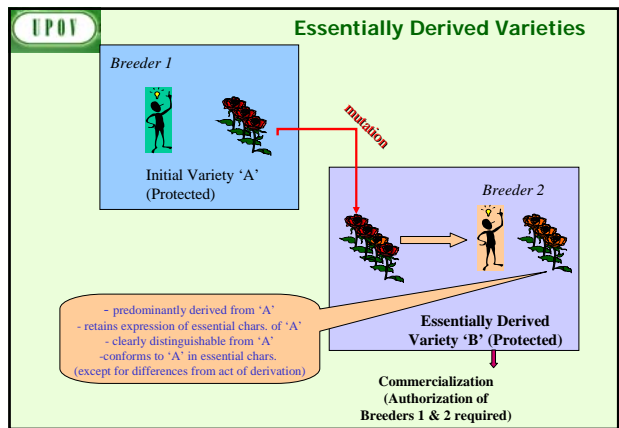 UPOV
Essentially Derived Varieties
Breeder 1
mutation
Initial Variety ‘A’
(Protected)
Breeder 2
- predominantly derived from ‘A’
- retains expression of essential chars. of ‘A’
- clearly distinguishable from ‘A’
-conforms to ‘A’ in essential chars.
(except for differences from act of derivation)
Essentially Derived
Variety ‘B’ (Protected)
Commercialization
(Authorization of
Breeders 1 & 2 required)